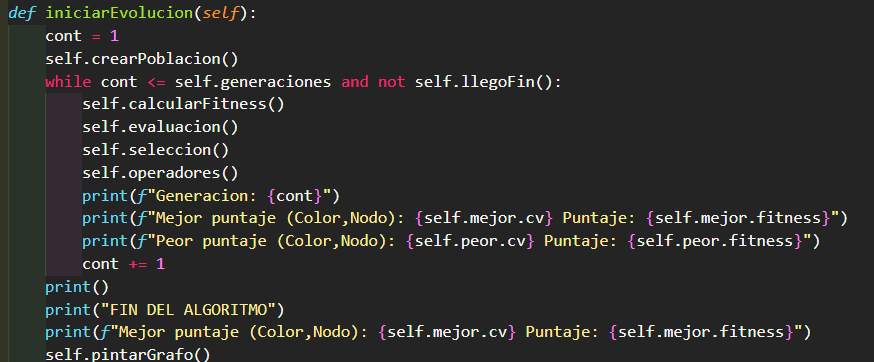 def iniciarEvolucion(self):
    cont = 1
    self.crearPoblacion()
    while cont <= self.generaciones and not self.llegoFin():
        self.calcularFitness()
        self.evaluacion()
        self.seleccion()
        self.operadores()
        print(f"Generacion: {cont}")
        print(f"Mejor puntaje (Color,Nodo): {self.mejor.cv} Puntaje: {self.mejor.fitness}")
        print(f"Peor puntaje (Color,Nodo): {self.peor.cv} Puntaje: {self.peor.fitness}")
        cont += 1
    print()
    print("FIN DEL ALGORITMO")
    print(f"Mejor puntaje (Color,Nodo): {self.mejor.cv} Puntaje: {self.mejor.fitness}")
    self.pintarGrafo()